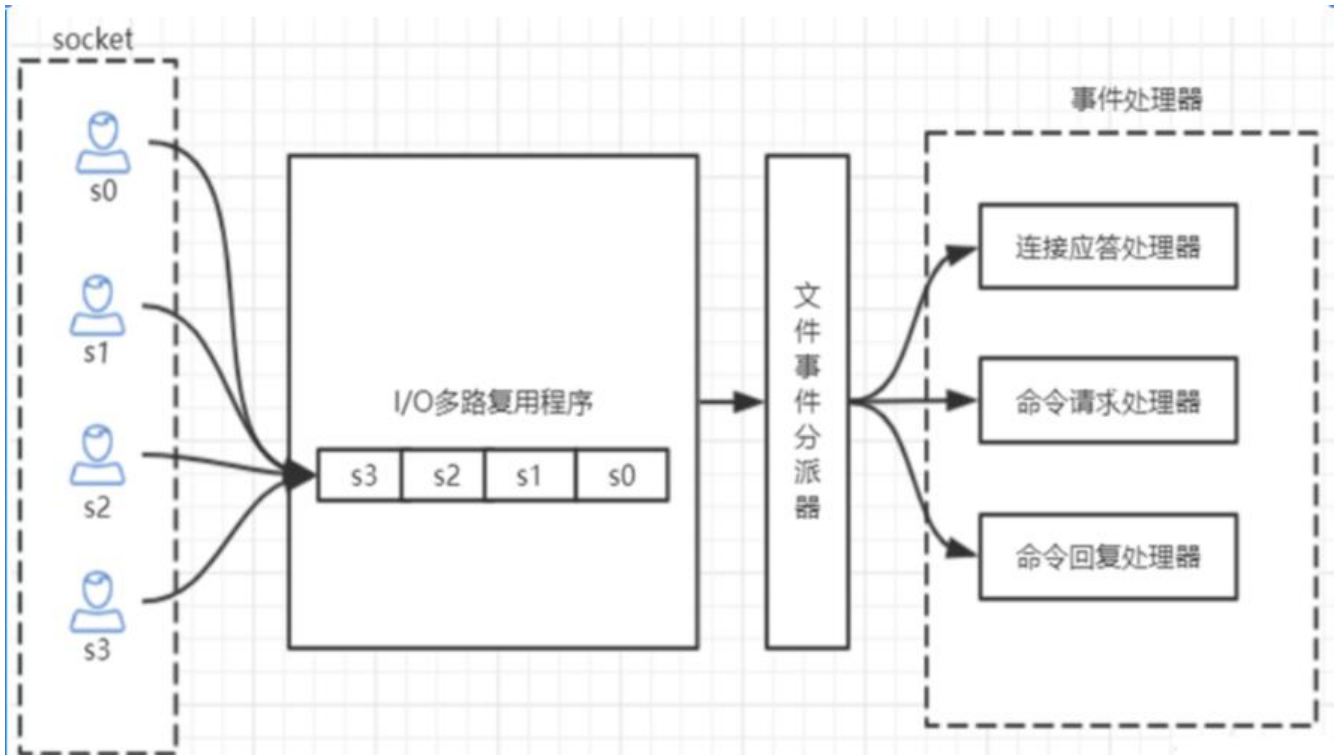 socket
s0
s1
s2
s3
I/O多路复用程序
s3 s2 s1 s0
文件事件分派器
事件处理器
连接应答处理器
命令请求处理器
命令回复处理器